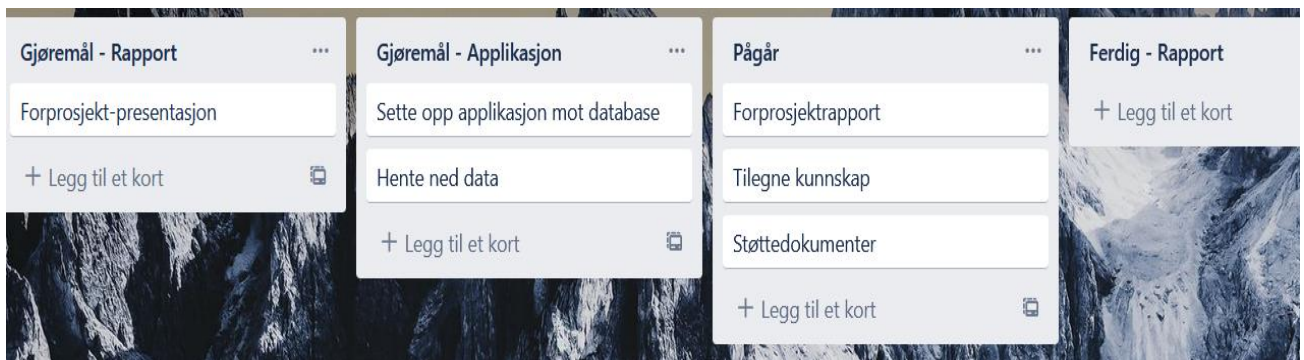 Gjøremål - Rapport
Forprosjekt-presentasjon
+ Legg til et kort
Gjøremål - Applikasjon
Sette opp applikasjon mot database
Hente ned data
+ Legg til et kort
Pågår
Forprosjektrapport
Tilegne kunnskap
Støttedokumenter
+ Legg til et kort
Ferdig - Rapport
+ Legg til et kort